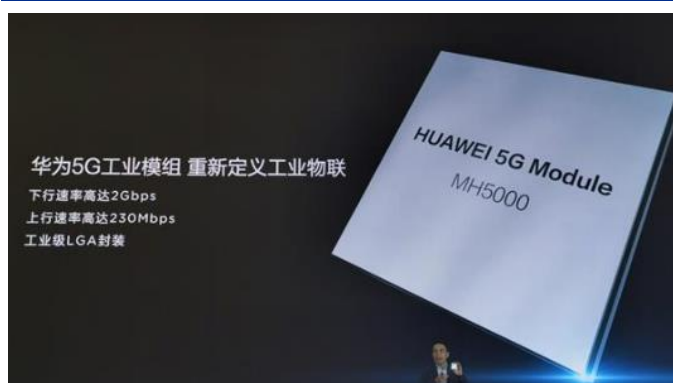 华为5G工业模组 重新定义工业物联
下行速率高达2Gbps
上行速率高达230Mbps
工业级LGA封装
HUAWEI 5G Module
MH5000